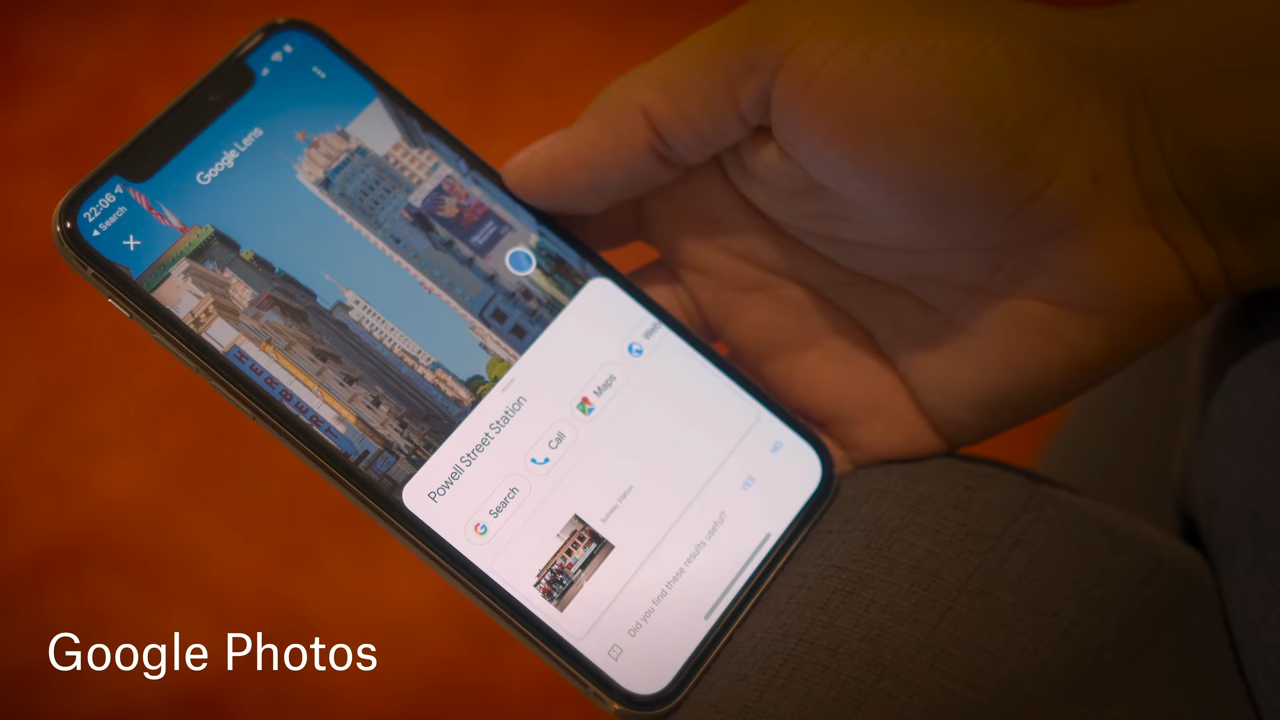 22:06
Search
Google Lens
HERBERT
Powell Street Station
Search
Call
Maps
Subway Station
Did you find these results useful?
YES
NO
Google Photos